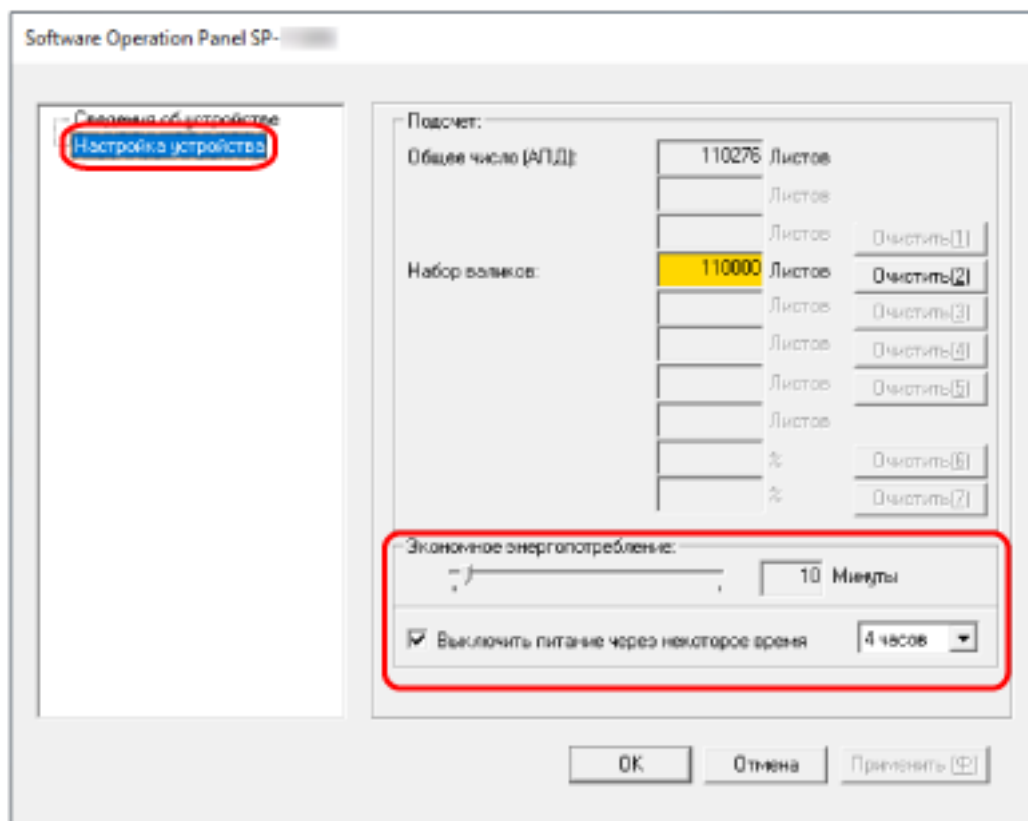 Software Operation Panel SP-
Сведения об устройстве
Настройка устройства
Подсчет:
Общее число (АПД): 110276 Листов
Листов
Листов Очистить(1)
Набор валиков: 110000 Листов Очистить(2)
Листов Очистить(3)
Листов Очистить(4)
Листов Очистить(5)
Листов
% Очистить(6)
% Очистить(7)
Экономное энергопотребление:
10 Минуты
Выключить питание через некоторое время 4 часов
OK Отмена Применить (Ф)